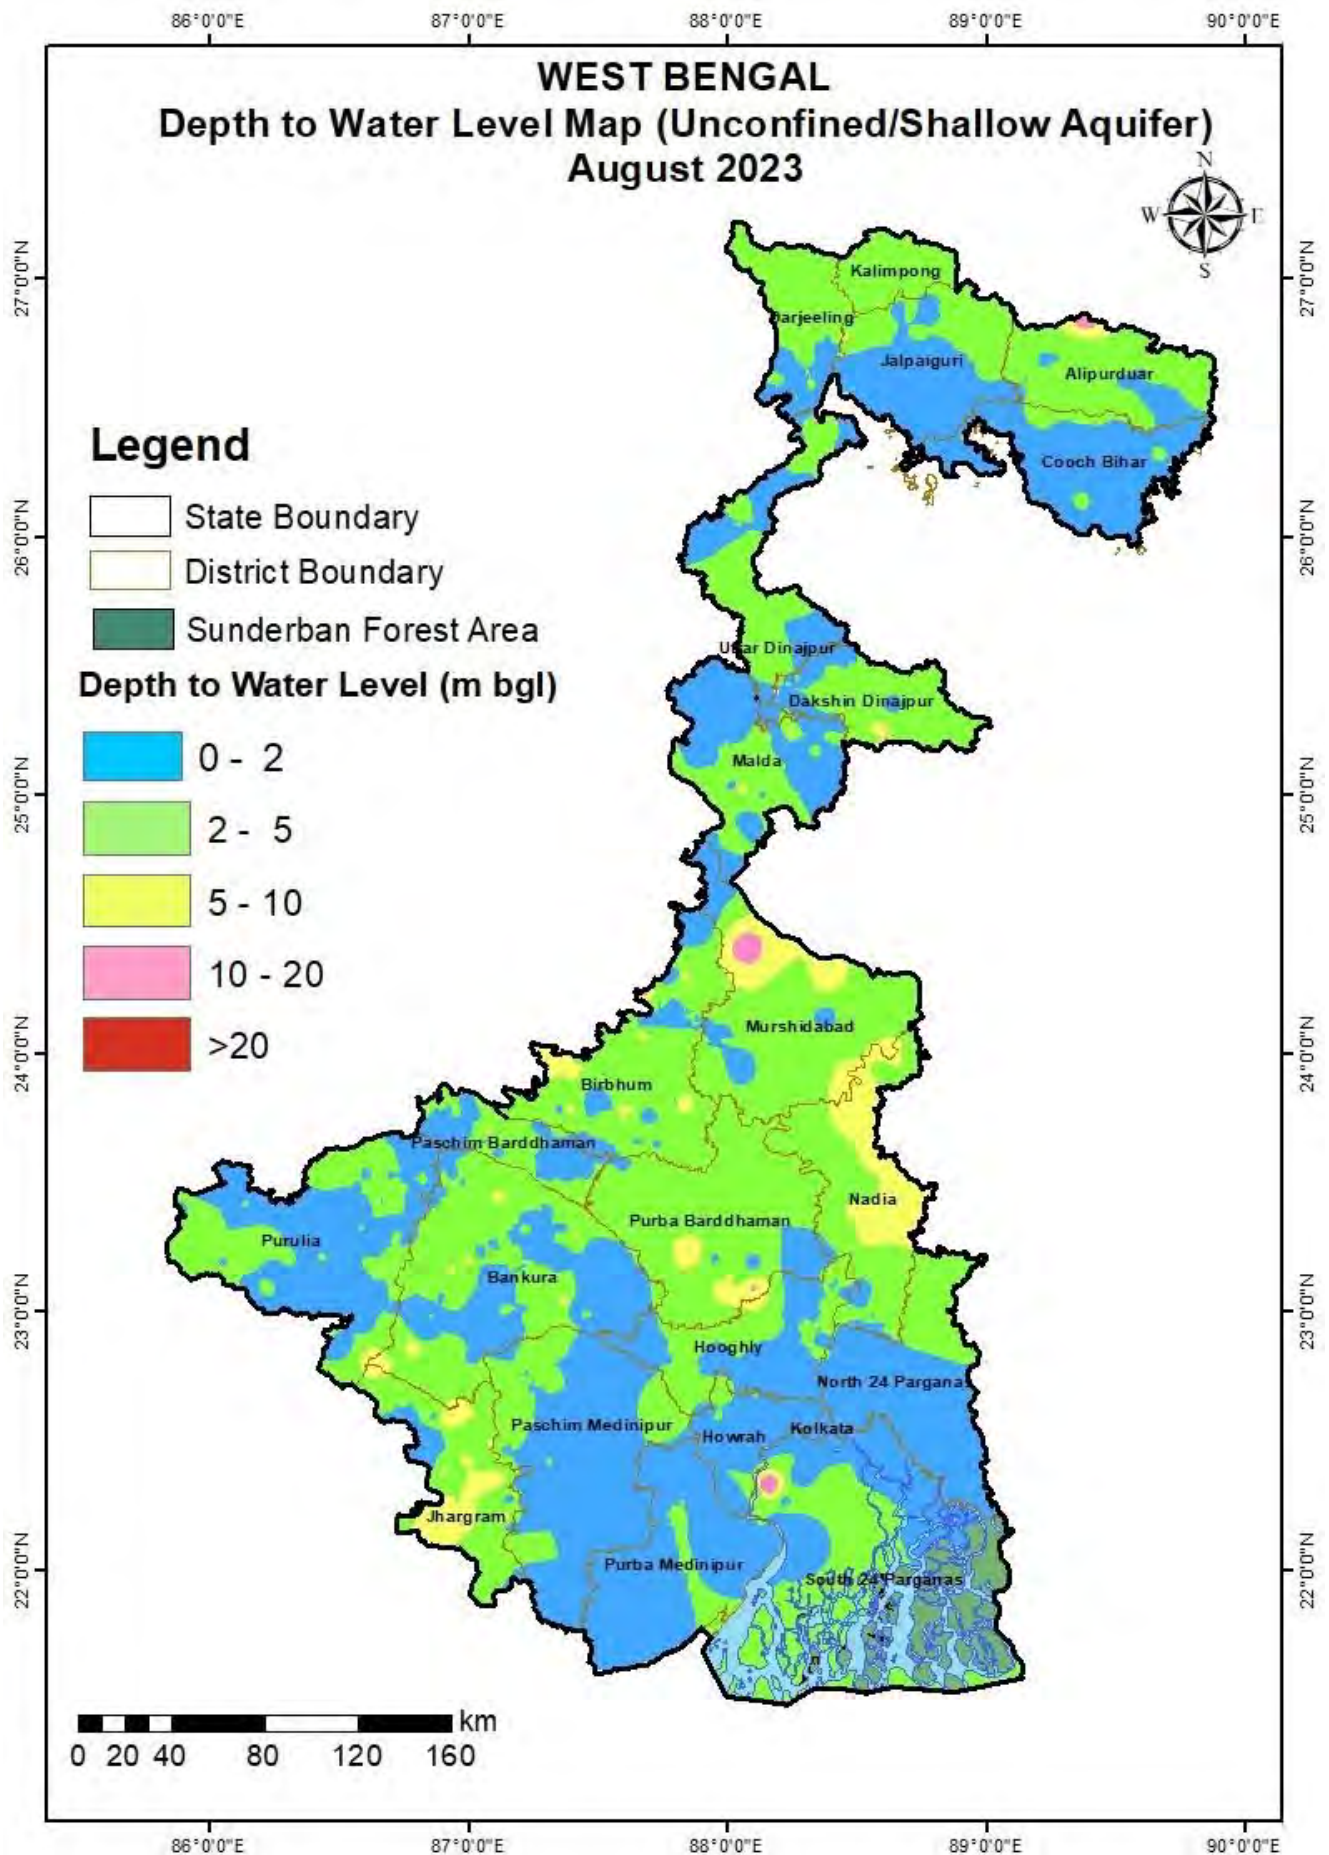 86°0'0"E 87°0'0"E 88°0'0"E 89°0'0"E 90°0'0"E
WEST BENGAL
Depth to Water Level Map (Unconfined/Shallow Aquifer)
August 2023
N
W E
S
27°0'0"N 27°0'0"N
Kalimpong
Darjeeling
Jalpaiguri
Alipurduar
Cooch Bihar
Legend
State Boundary
District Boundary
Sunderban Forest Area
26°0'0"N 26°0'0"N
Depth to Water Level (m bgl)
0 - 2
2 - 5
5 - 10
10 - 20
>20
Uttar Dinajpur
Dakshin Dinajpur
Malda
25°0'0"N 25°0'0"N
Murshidabad
24°0'0"N 24°0'0"N
Birbhum
Paschim Barddhaman
Nadia
Purba Barddhaman
Purulia
Bankura
23°0'0"N 23°0'0"N
Hooghly
North 24 Parganas
Paschim Medinipur
Howrah
Kolkata
Jhargram
Purba Medinipur
South 24 Parganas
22°0'0"N 22°0'0"N
km
0 20 40 80 120 160
86°0'0"E 87°0'0"E 88°0'0"E 89°0'0"E 90°0'0"E